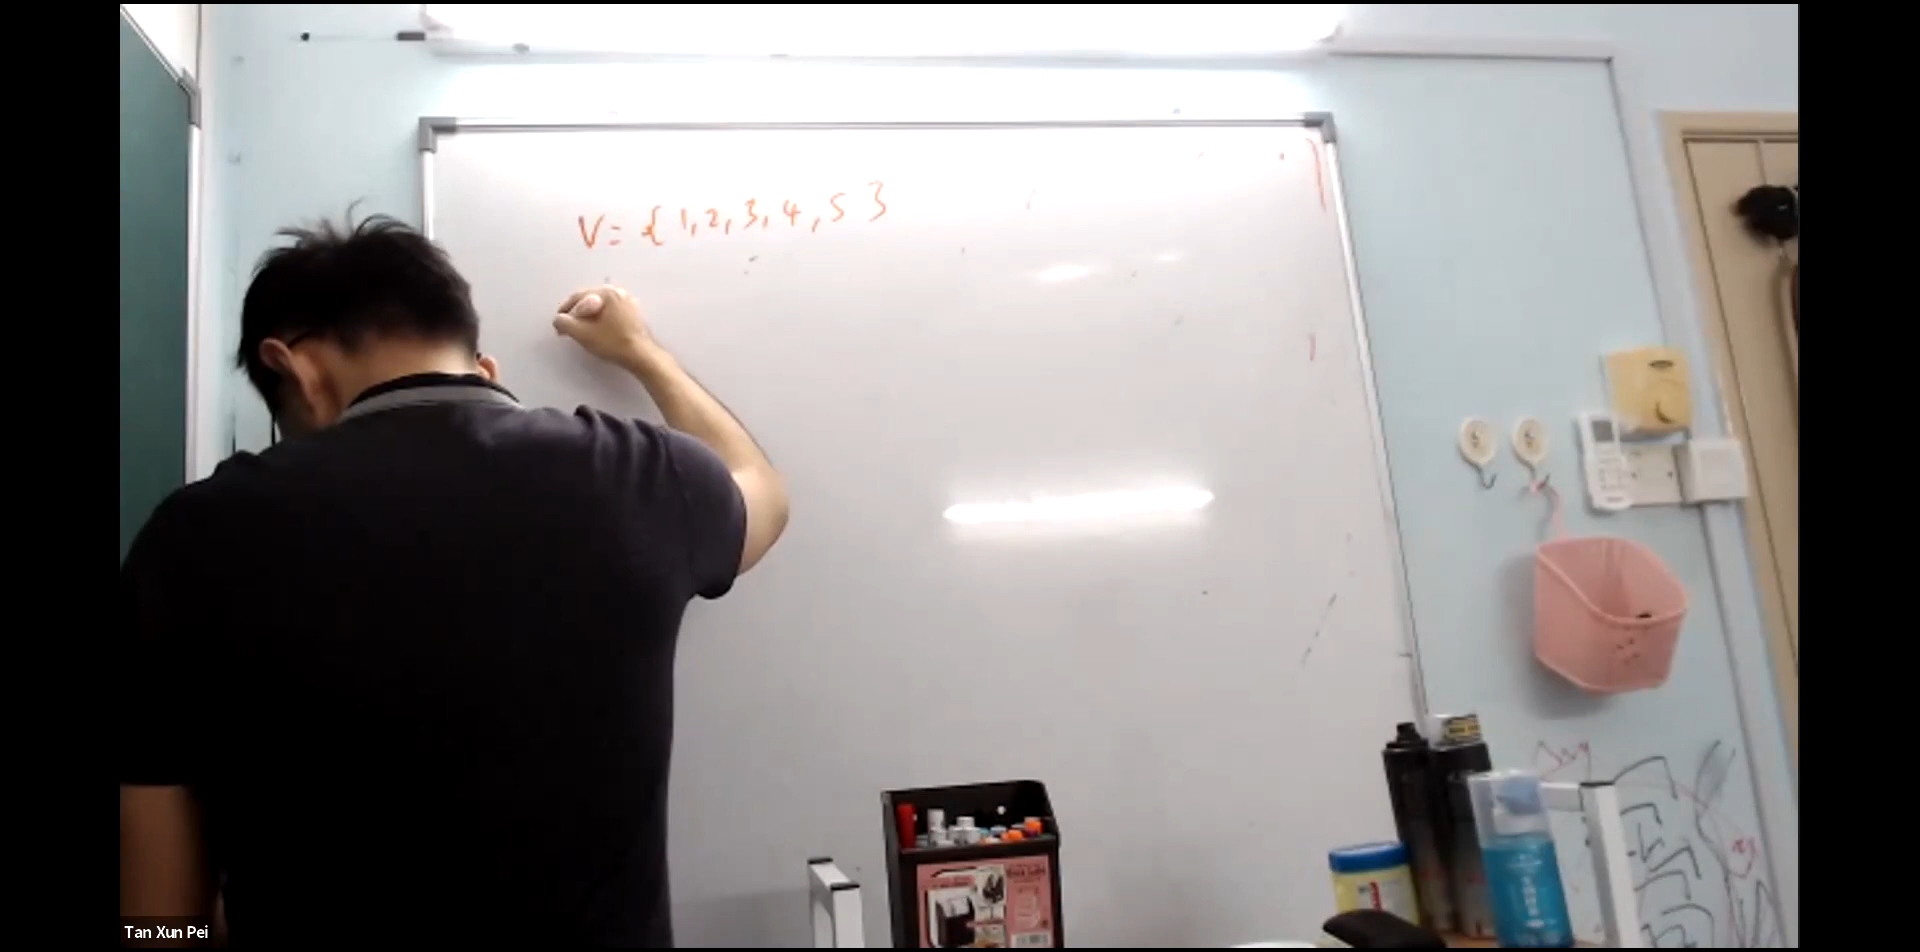 V = { 1, 2, 3, 4, 5 }
Tan Xun Pei